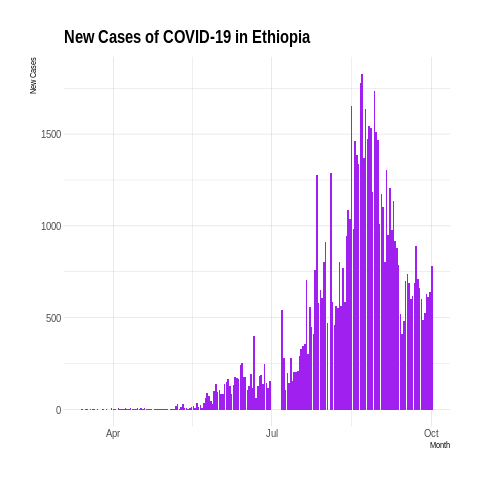 New Cases of COVID-19 in Ethiopia
New Cases
1500
1000
500
0
Apr
Jul
Oct
Month